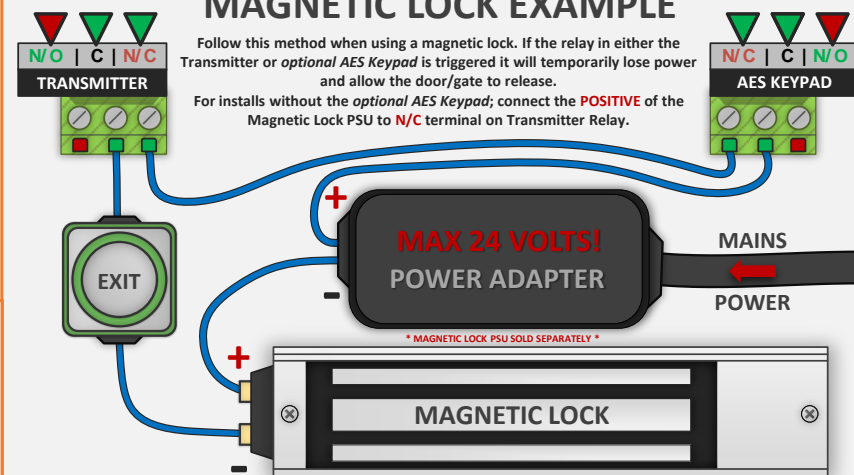 MAGNETIC LOCK EXAMPLE
Follow this method when using a magnetic lock. If the relay in either the
Transmitter or optional AES Keypad is triggered it will temporarily lose power
and allow the door/gate to release.
For installs without the optional AES Keypad; connect the POSITIVE of the
Magnetic Lock PSU to N/C terminal on Transmitter Relay.
N/O | C | N/C
TRANSMITTER
N/C | C | N/O
AES KEYPAD
+
MAX 24 VOLTS!
POWER ADAPTER
-
MAINS
POWER
EXIT
* MAGNETIC LOCK PSU SOLD SEPARATELY *
+
MAGNETIC LOCK
-